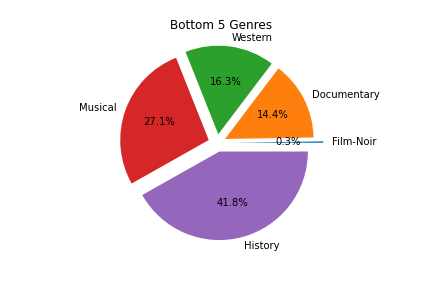 Bottom 5 Genres
Western
16.3%
Documentary
14.4%
Musical
27.1%
0.3%
Film-Noir
41.8%
History